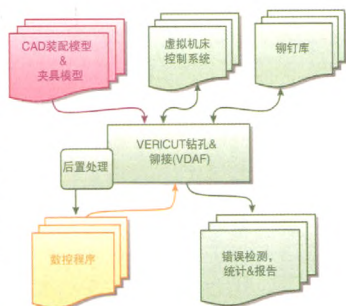 CAD装配模型
&
夹具模型
虚拟机床
控制系统
铆钉库
VERICUT钻孔&
铆接(VDAF)
后置处理
数控程序
错误检测,
统计&报告